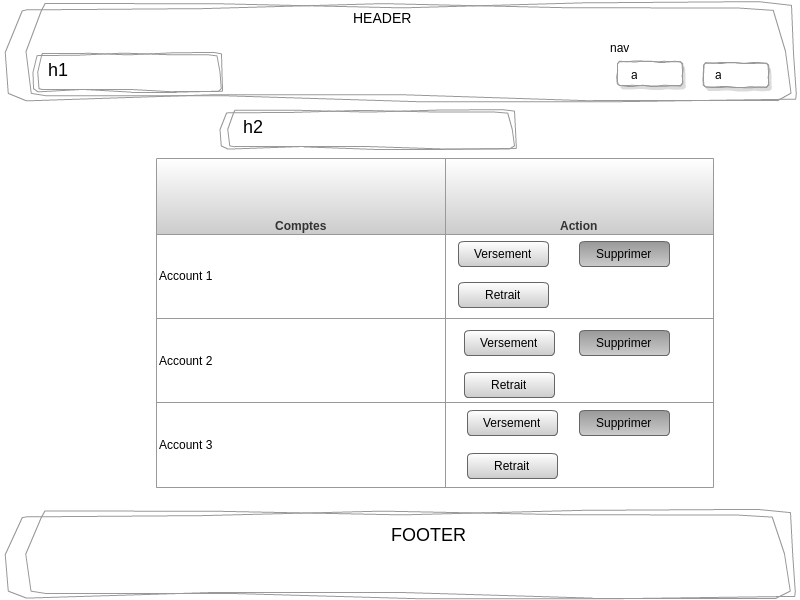 HEADER
nav
h1
a a
h2
Comptes Action
Versement Supprimer
Account 1
Retrait
Versement Supprimer
Account 2
Retrait
Versement Supprimer
Account 3
Retrait
FOOTER